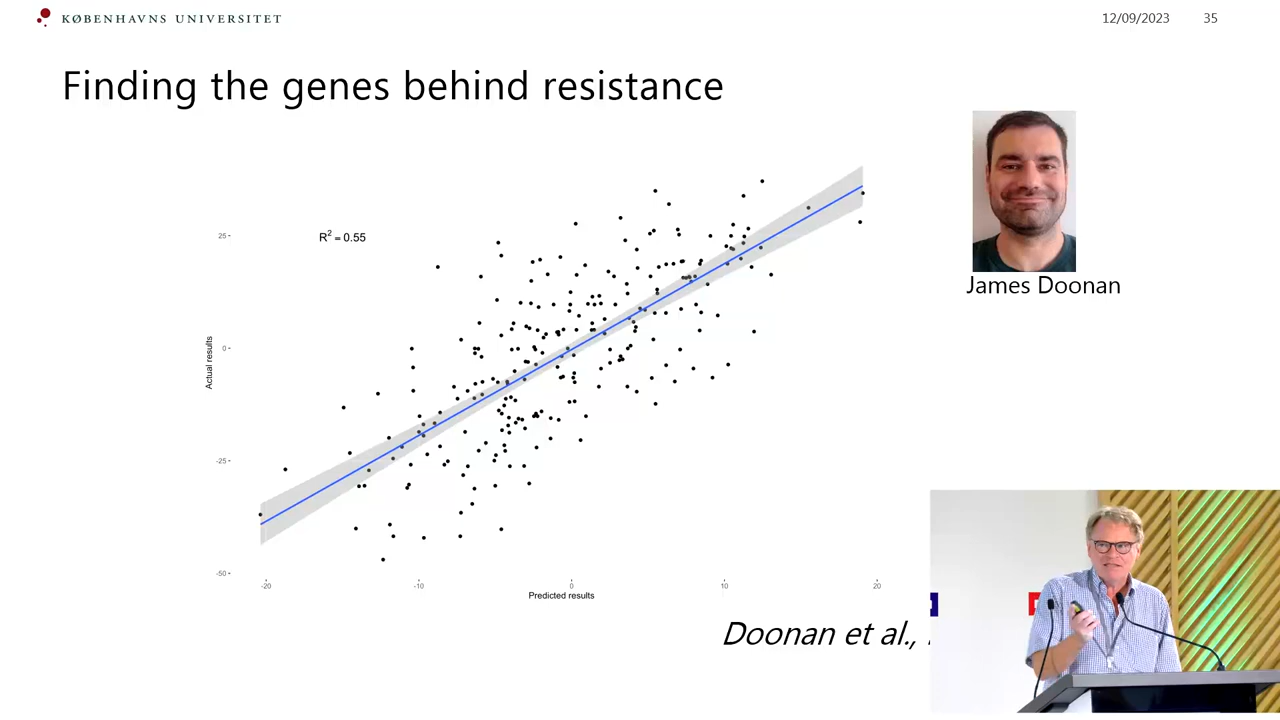 KØBENHAVNS UNIVERSITET
12/09/2023 35
Finding the genes behind resistance
James Doonan
R² = 0.55
25
0
-25
-50
Actual results
-20 -10 0 10 20
Predicted results
Doonan et al.,